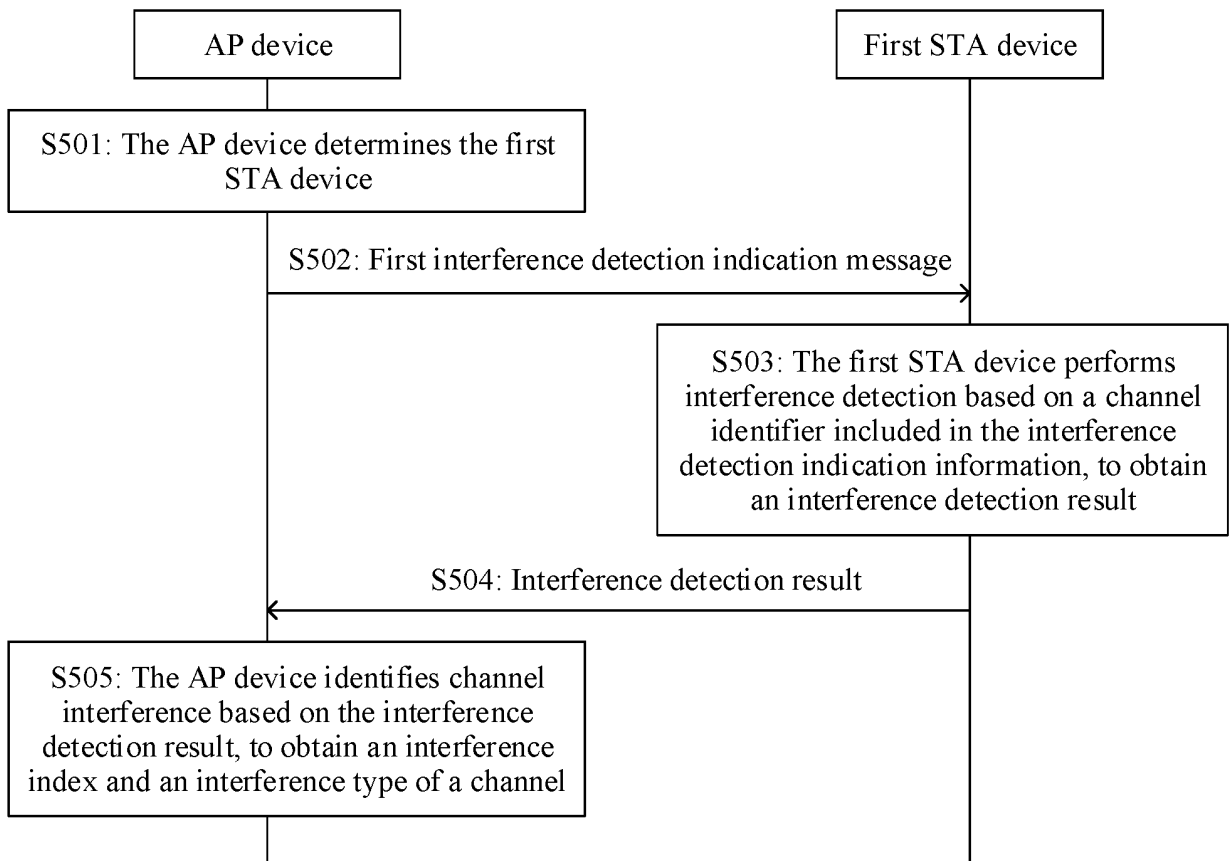 AP device
First STA device
S501: The AP device determines the first
STA device
S502: First interference detection indication message
S503: The first STA device performs
interference detection based on a channel
identifier included in the interference
detection indication information, to obtain
an interference detection result
S504: Interference detection result
S505: The AP device identifies channel
interference based on the interference
detection result, to obtain an interference
index and an interference type of a channel